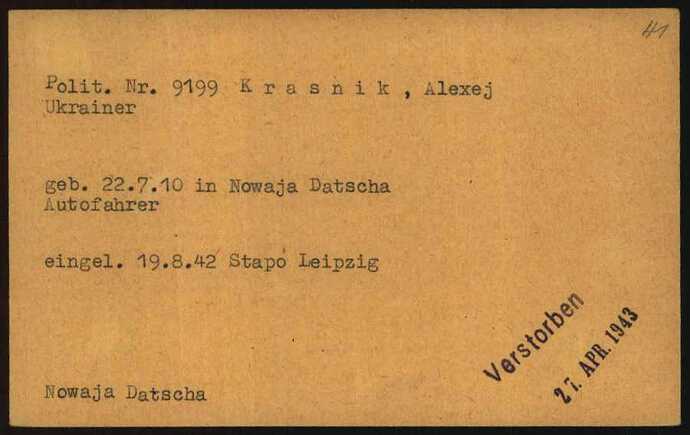 41
Polit. Nr. 9199 Krasnik, Alexej
Ukrainer
geb. 22.7.10 in Nowaja Datscha
Autofahrer
eingel. 19.8.42 Stapo Leipzig
Verstorben
27. APR. 1943
Nowaja Datscha